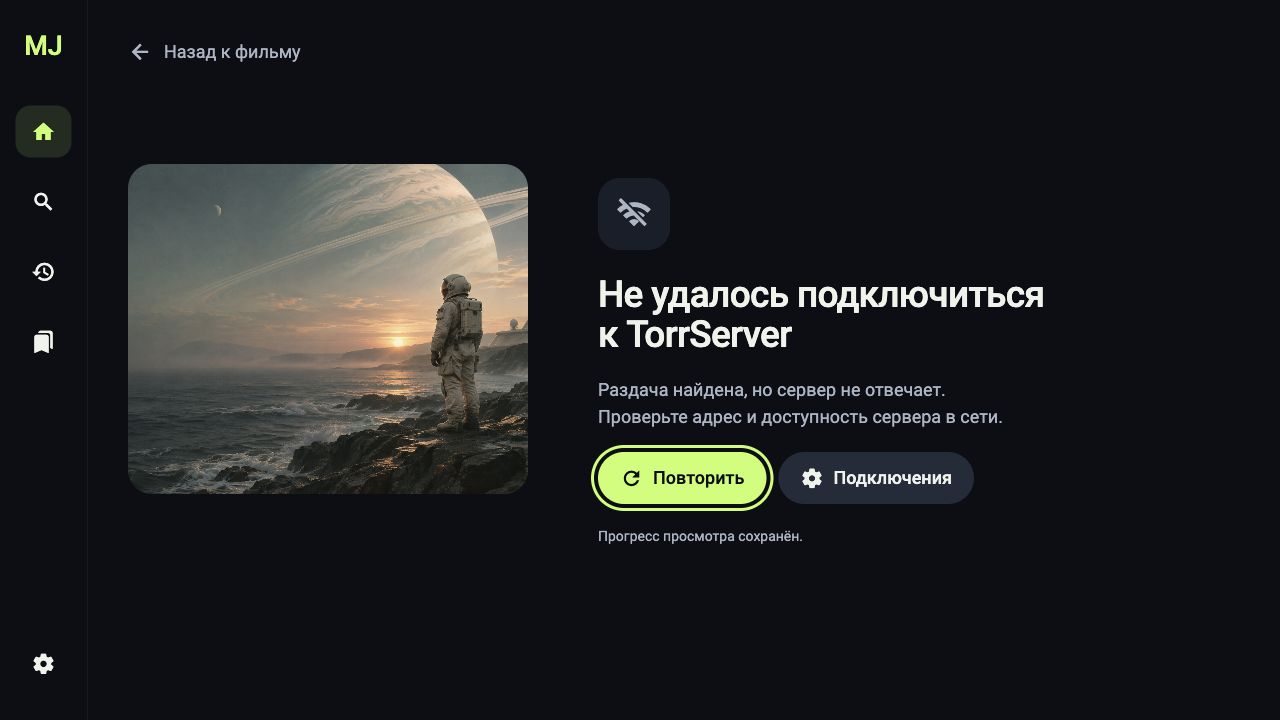 MJ
Назад к фильму
Не удалось подключиться
к TorrServer
Раздача найдена, но сервер не отвечает.
Проверьте адрес и доступность сервера в сети.
Повторить
Подключения
Прогресс просмотра сохранён.